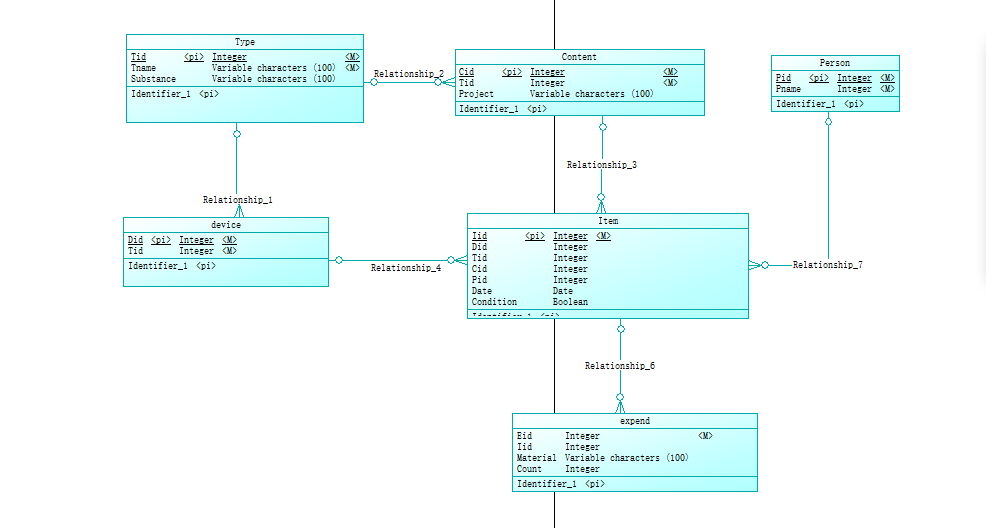 Type
Tid <pi> Integer <M>
Tname Variable characters (100) <M>
Substance Variable characters (100)
Identifier_1 <pi>
Relationship_2
Content
Cid <pi> Integer <M>
Tid Integer <M>
Project Variable characters (100)
Identifier_1 <pi>
Person
Pid <pi> Integer <M>
Pname Integer <M>
Identifier_1 <pi>
Relationship_3
Relationship_1
device
Did <pi> Integer <M>
Tid Integer <M>
Identifier_1 <pi>
Relationship_4
Item
Iid <pi> Integer <M>
Did Integer
Tid Integer
Cid Integer
Pid Integer
Date Date
Condition Boolean
Identifier_1 <pi>
Relationship_7
Relationship_6
expend
Eid Integer <M>
Iid Integer
Material Variable characters (100)
Count Integer
Identifier_1 <pi>